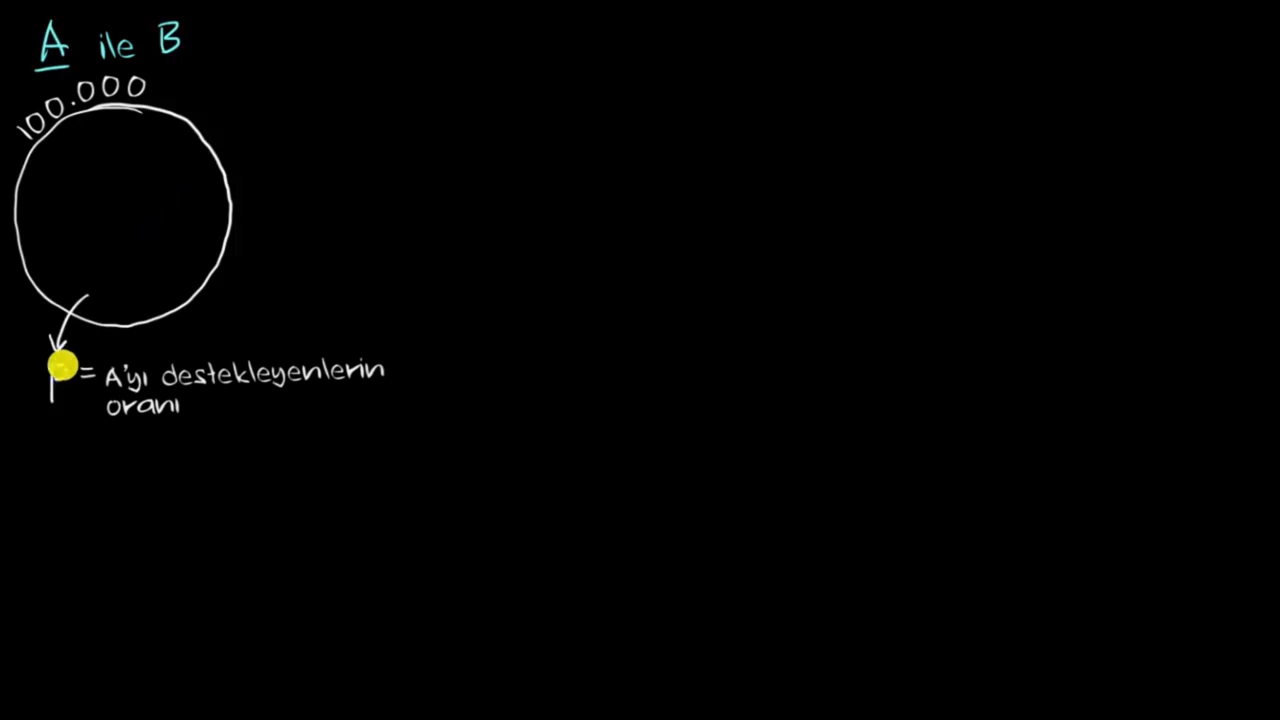 A ile B
100.000
= A'yı destekleyenlerin
oranı